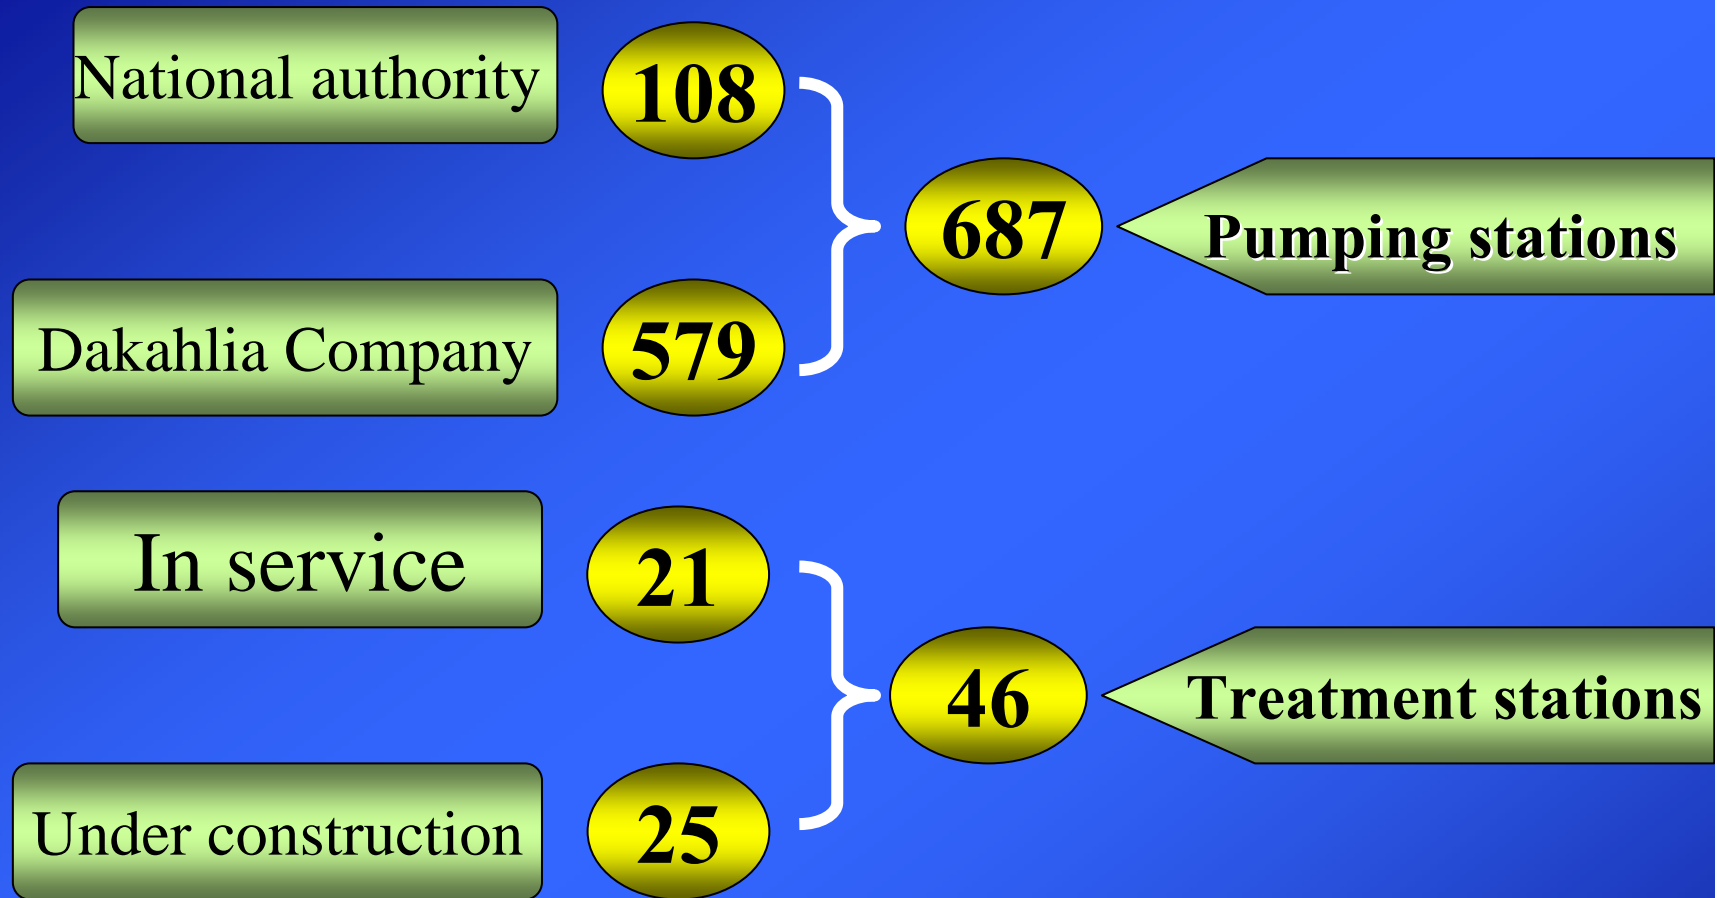 National authority
108
687
Pumping stations
Dakahlia Company
579
In service
21
46
Treatment stations
Under construction
25